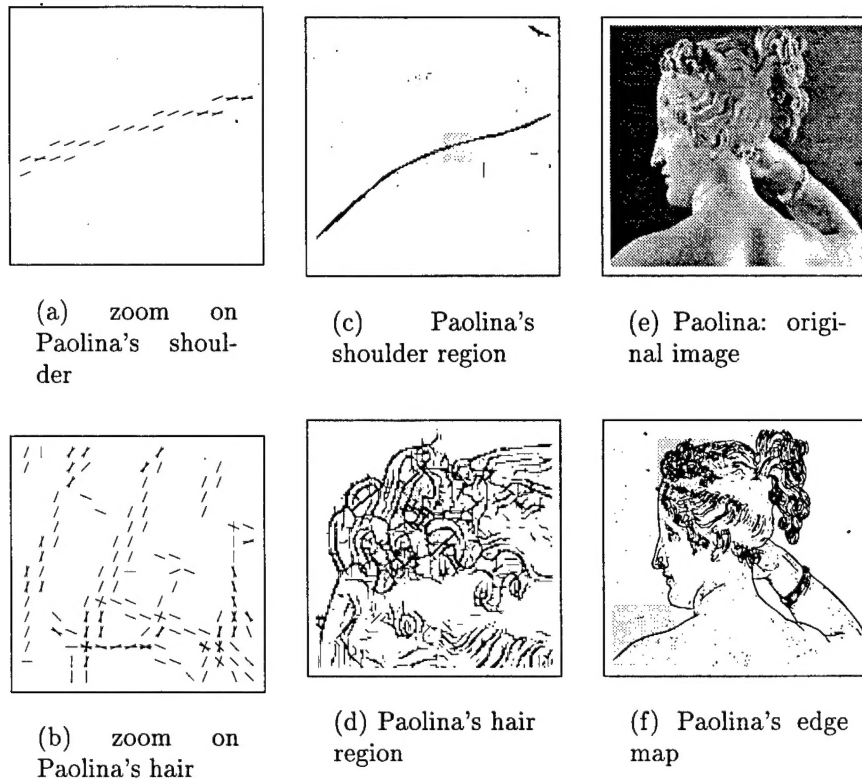 (a) zoom on
Paolina's shoul-
der
(c) Paolina's
shoulder region
(e) Paolina: origi-
nal image
(b) zoom on
Paolina's hair
(d) Paolina's hair
region
(f) Paolina's edge
map